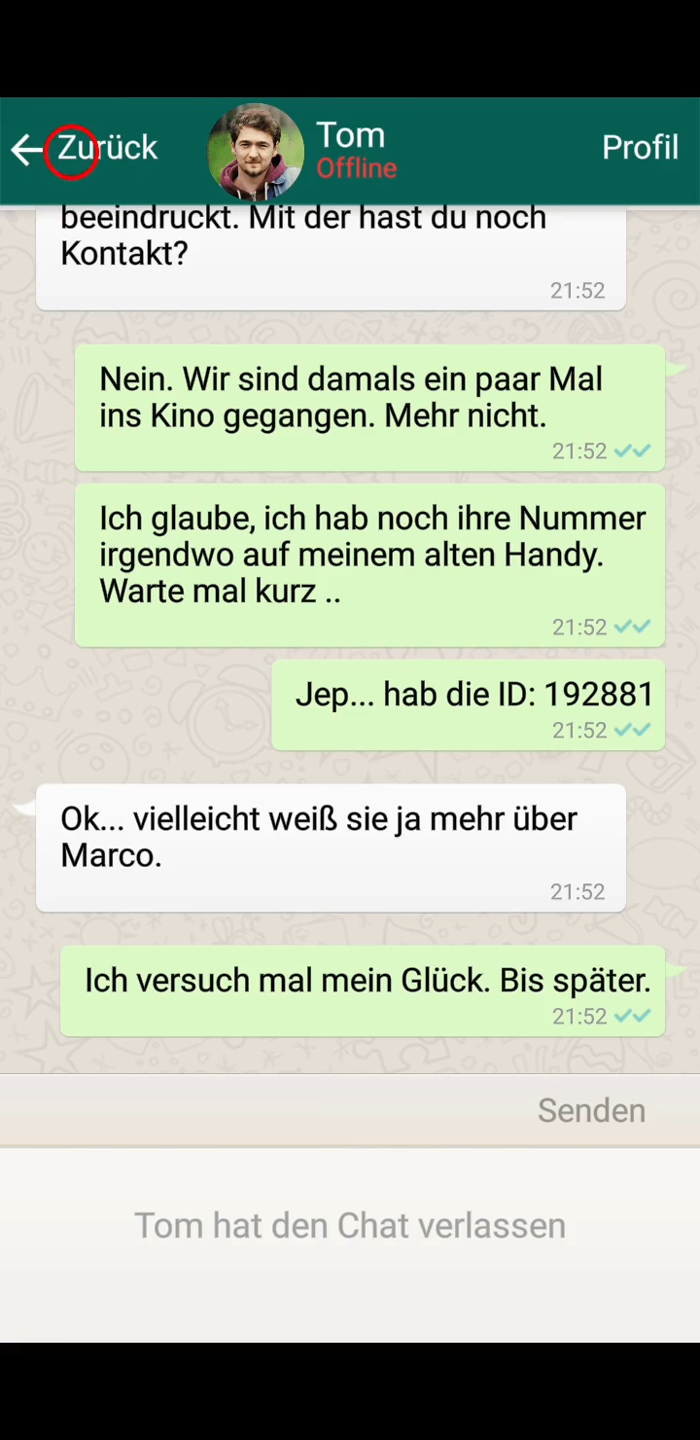 Zurück
Tom
Offline
Profil
beeindruckt. Mit der hast du noch
Kontakt?
21:52
Nein. Wir sind damals ein paar Mal
ins Kino gegangen. Mehr nicht.
21:52
Ich glaube, ich hab noch ihre Nummer
irgendwo auf meinem alten Handy.
Warte mal kurz ..
21:52
Jep... hab die ID: 192881
21:52
Ok... vielleicht weiß sie ja mehr über
Marco.
21:52
Ich versuch mal mein Glück. Bis später.
21:52
Senden
Tom hat den Chat verlassen